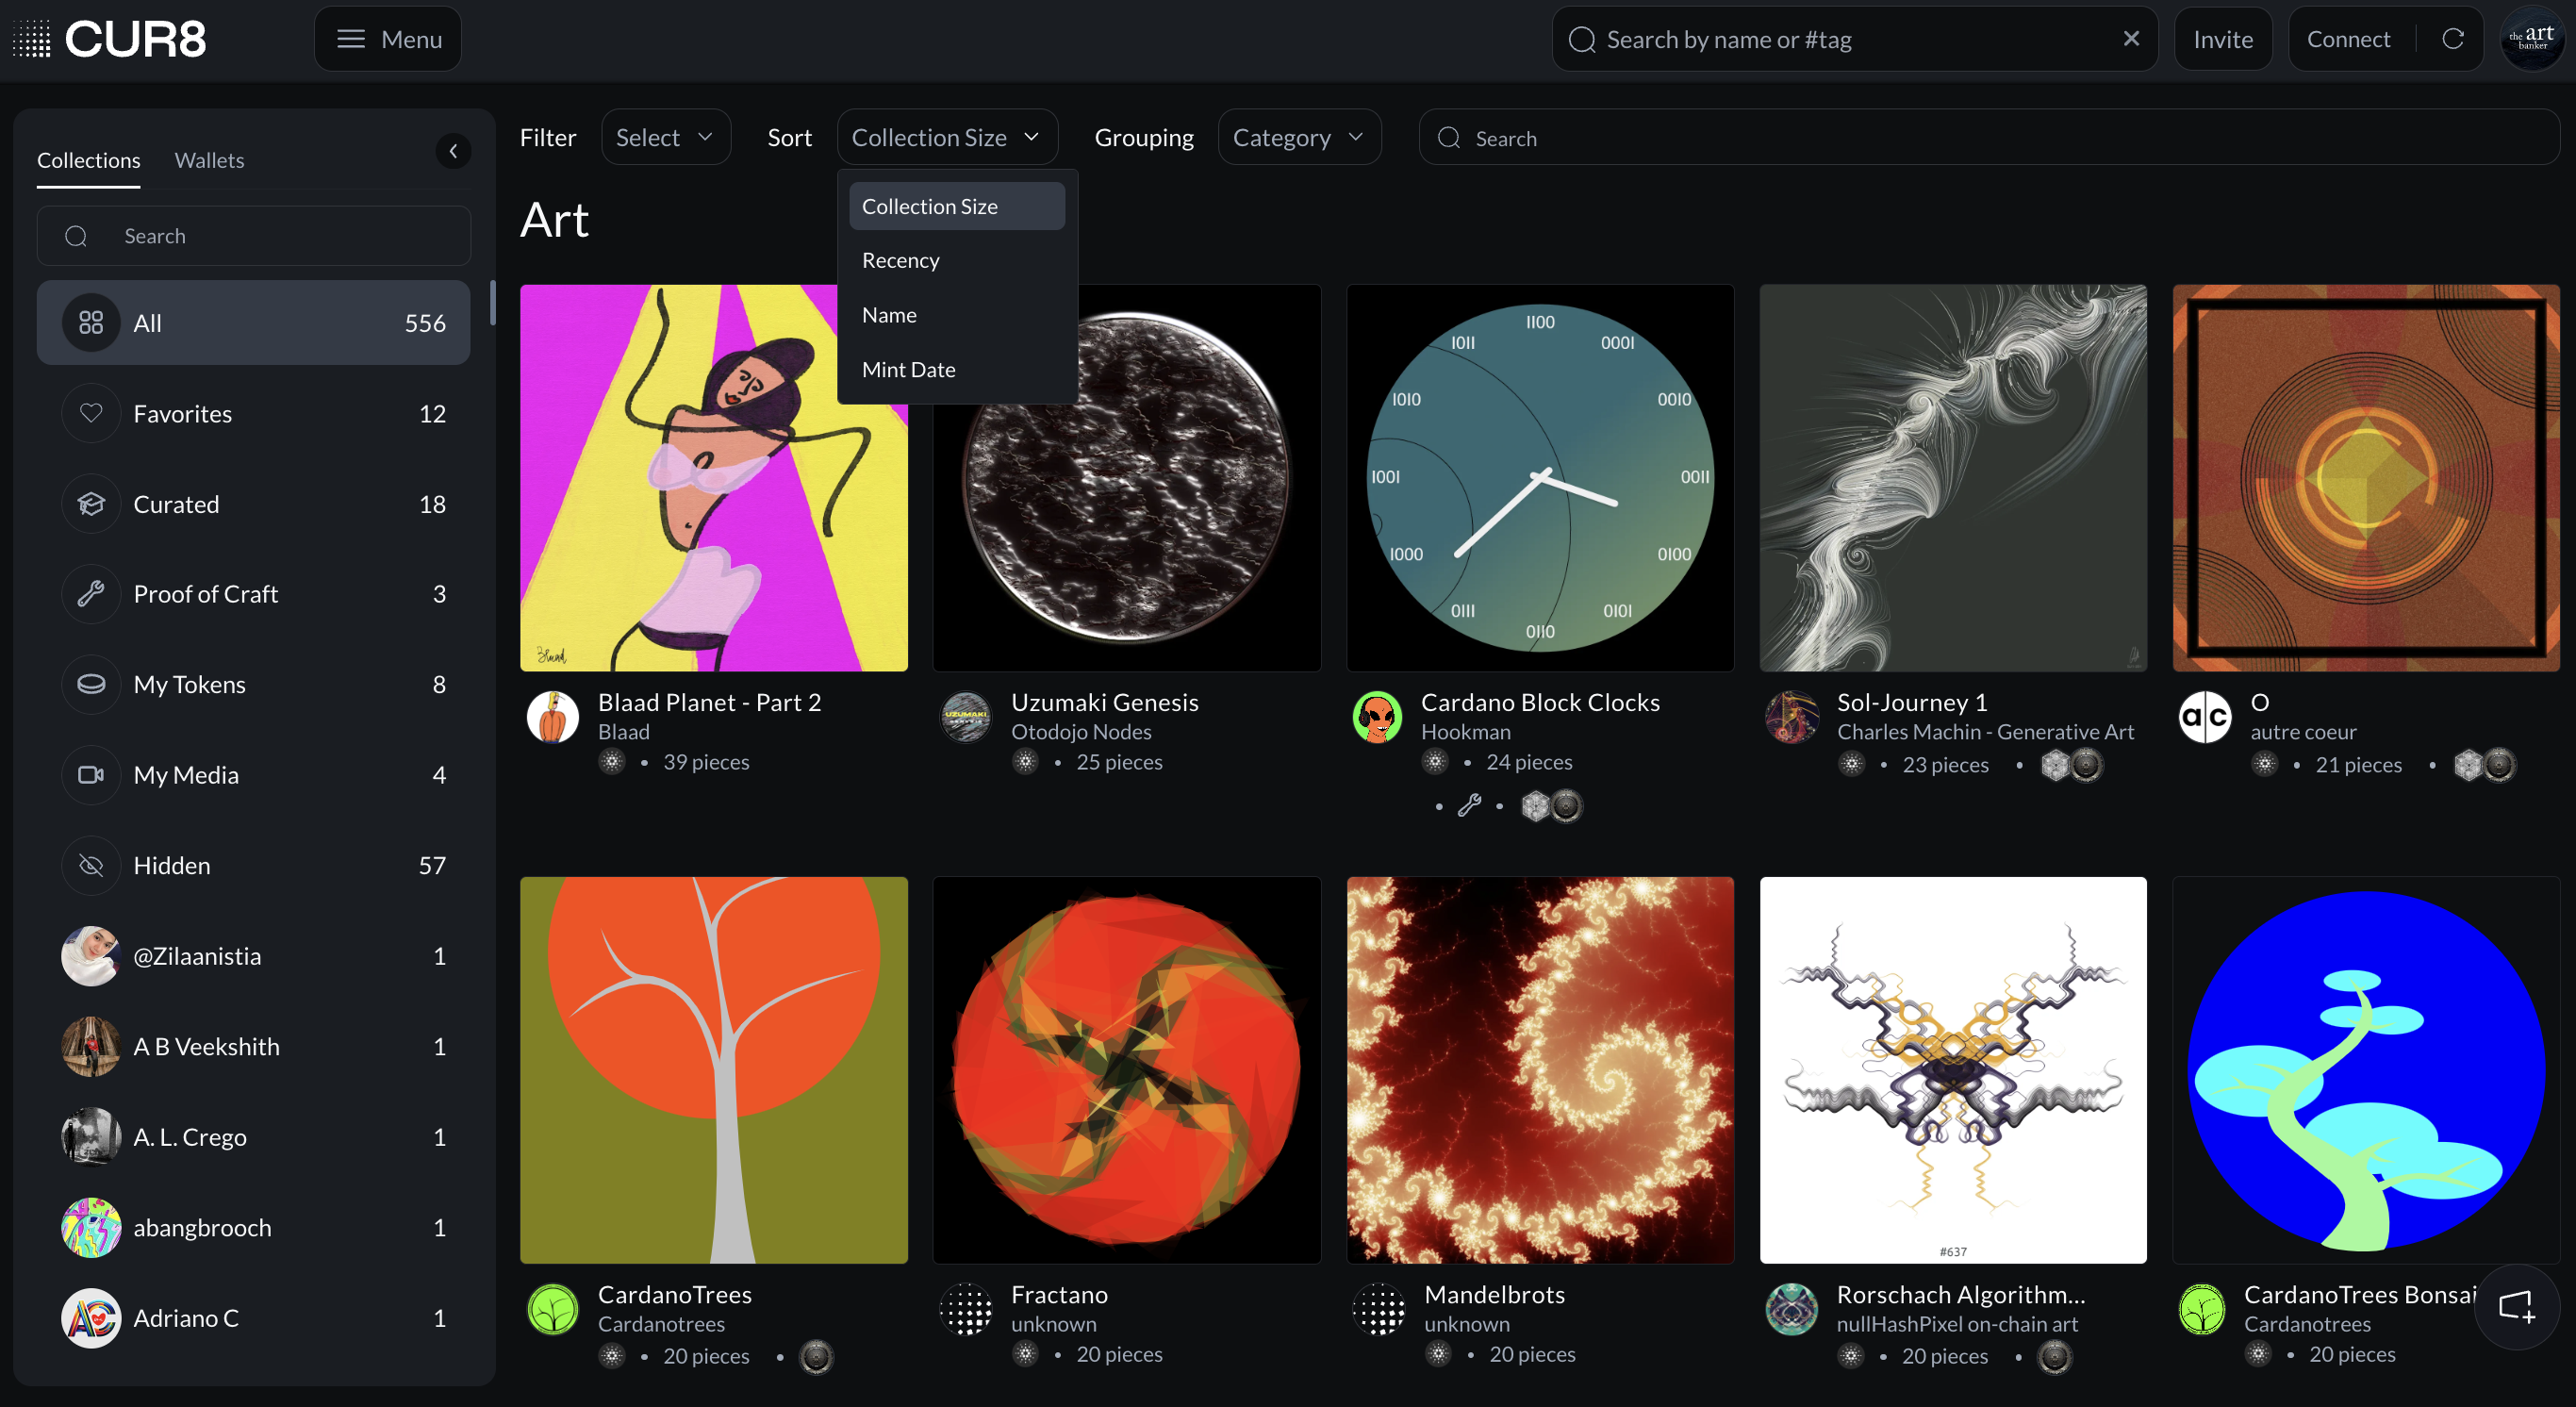 CUR8
Menu
Search by name or #tag
Invite
Connect
the art
banker
Collections
Wallets
Search
All
556
Favorites
12
Curated
18
Proof of Craft
3
My Tokens
8
My Media
4
Hidden
57
@Zilaanistia
1
A B Veekshith
1
A. L. Crego
1
abangbrooch
1
Adriano C
1
Filter
Select
Sort
Collection Size
Grouping
Category
Search
Collection Size
Recency
Name
Mint Date
Art
Blaad
1100
0001
0010
0011
0100
0101
0110
0111
1000
1001
1010
1011
Blaad Planet - Part 2
Blaad
• 39 pieces
UZUMAKI
GENESIS
Uzumaki Genesis
Otodojo Nodes
• 25 pieces
Cardano Block Clocks
Hookman
• 24 pieces
Sol-Journey 1
Charles Machin - Generative Art
• 23 pieces •
a|c
O
autre coeur
• 21 pieces •
#637
CardanoTrees
Cardanotrees
• 20 pieces •
Fractano
unknown
• 20 pieces
Mandelbrots
unknown
• 20 pieces
Rorschach Algorithm...
nullHashPixel on-chain art
• 20 pieces •
CardanoTrees Bonsai
Cardanotrees
• 20 pieces